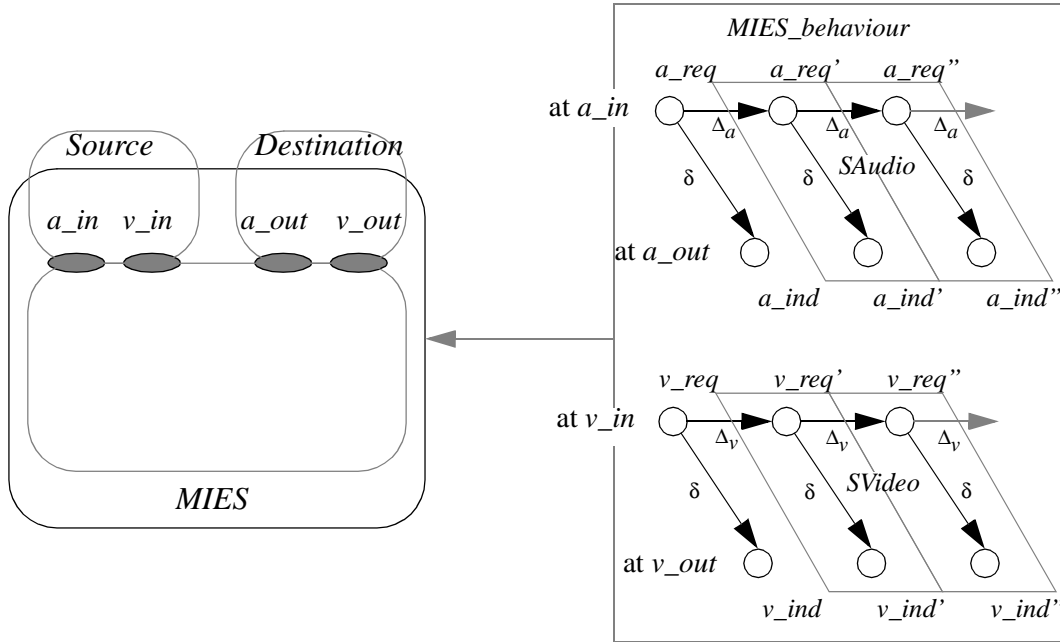 Source
Destination
a_in
v_in
a_out
v_out
MIES
MIES_behaviour
a_req
a_req’
a_req”
at a_in
Δa
Δa
Δa
SAudio
δ
δ
δ
at a_out
a_ind
a_ind’
a_ind”
v_req
v_req’
v_req”
at v_in
Δv
Δv
Δv
SVideo
δ
δ
δ
at v_out
v_ind
v_ind’
v_ind”